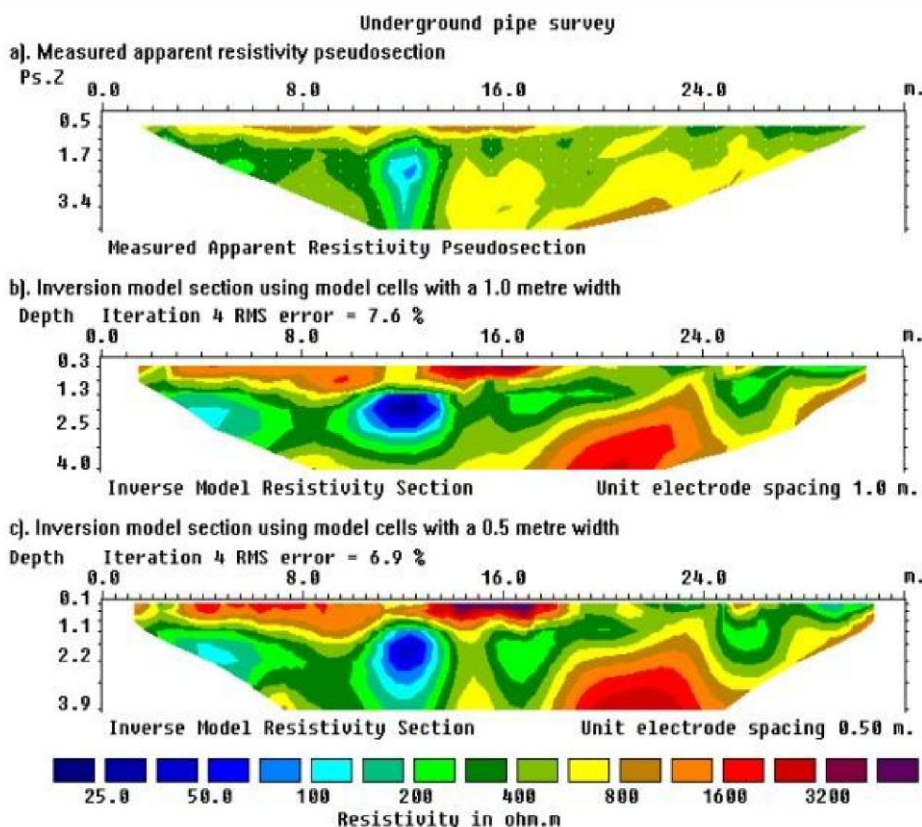 Underground pipe survey
a). Measured apparent resistivity pseudosection
Ps.Z 0.0 8.0 16.0 24.0 m.
0.5
1.7
3.4
Measured Apparent Resistivity Pseudosection
b). Inversion model section using model cells with a 1.0 metre width
Depth Iteration 4 RMS error = 7.6 %
0.0 8.0 16.0 24.0 m.
0.3
1.3
2.5
4.0
Inverse Model Resistivity Section Unit electrode spacing 1.0 m.
c). Inversion model section using model cells with a 0.5 metre width
Depth Iteration 4 RMS error = 6.9 %
0.0 8.0 16.0 24.0 m.
0.1
1.1
2.2
3.9
Inverse Model Resistivity Section Unit electrode spacing 0.50 m.
25.0 50.0 100 200 400 800 1600 3200
Resistivity in ohm.m